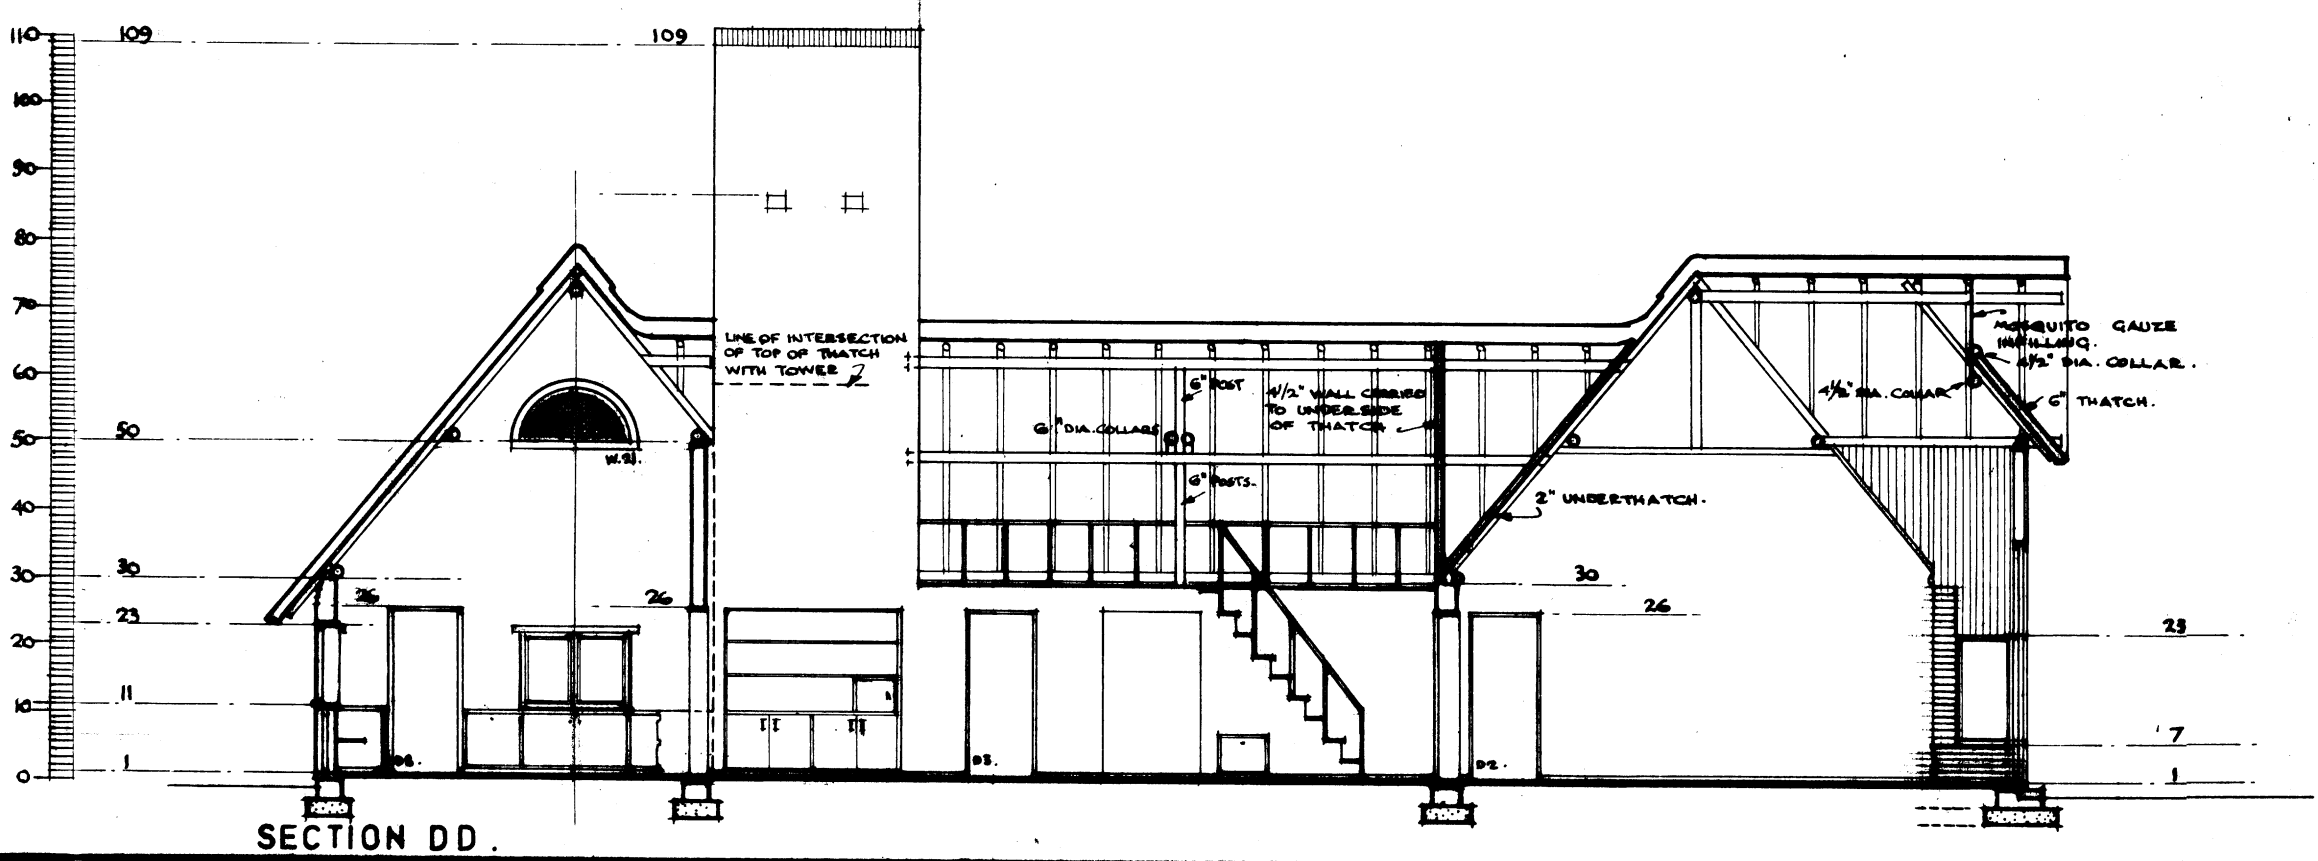 110
109
109
100
90
80
70
60
50
50
40
30
30
26
26
23
20
11
10
1
0
LINE OF INTERSECTION
OF TOP OF THATCH
WITH TOWER
W.21.
6" POST
6" DIA. COLLARS
6" POSTS.
4½" WALL CARRIED
TO UNDERSIDE
OF THATCH
2" UNDERTHATCH.
MOSQUITO GAUZE
INFILLING.
4½" DIA. COLLAR.
4½" DIA. COLLAR
6" THATCH.
30
26
23
7
1
D3.
D2.
SECTION DD.